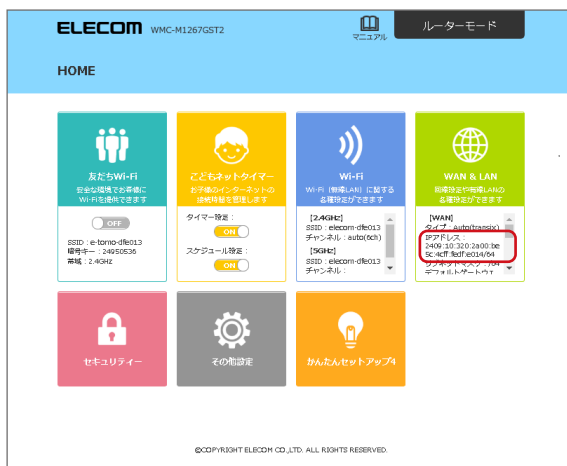 ELECOM WMC-M1267GST2
マニュアル
ルーターモード
HOME
友だちWi-Fi
安全な環境でお客様に
Wi-Fiを提供できます
OFF
SSID : e-tomo-dfe013
暗号キー : 24950536
帯域 : 2.4GHz
こどもネットタイマー
お子様のインターネットの
接続時間を管理します
タイマー設定 :
ON
スケジュール設定 :
ON
Wi-Fi
Wi-Fi (無線LAN) に関する
各種設定ができます
[2.4GHz]
SSID : elecom-dfe013
チャンネル : auto(6ch)
[5GHz]
SSID : elecom-dfe013
チャンネル :
WAN & LAN
回線設定や有線LANの
各種設定ができます
[WAN]
タイプ : Auto(transix)
IPアドレス :
2409:10:320:2a00:be
5c:4cff:fedf:e014/64
サブネットマスク : /64
デフォルトゲートウェ
セキュリティー
その他設定
かんたんセットアップ4
©COPYRIGHT ELECOM CO.,LTD. ALL RIGHTS RESERVED.